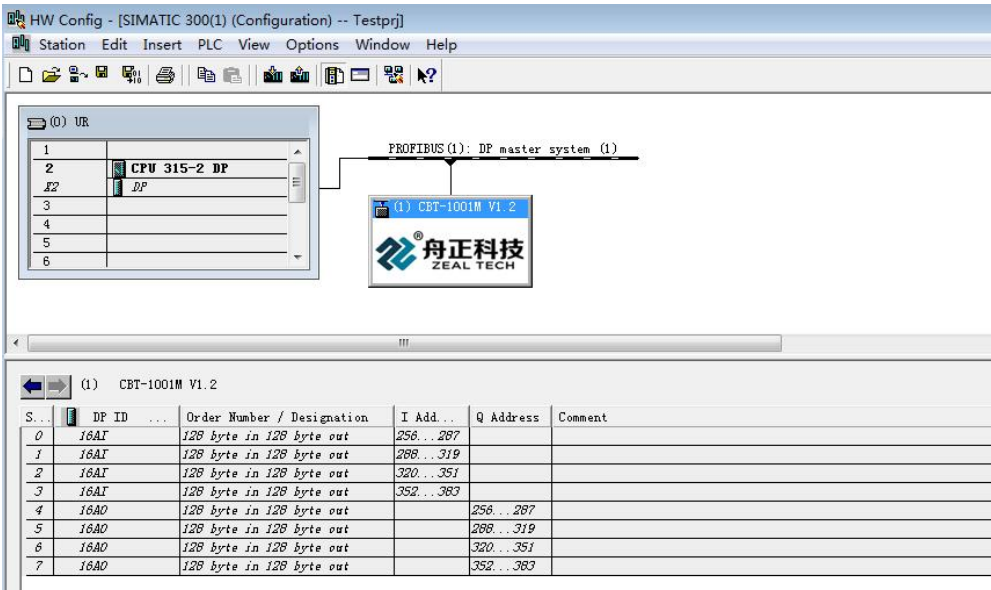 HW Config - [SIMATIC 300(1) (Configuration) -- Testprj]
Station Edit Insert PLC View Options Window Help
(0) UR
1
2 CPU 315-2 DP
X2 DP
3
4
5
6
PROFIBUS(1): DP master system (1)
(1) CBT-1001M V1.2
舟正科技®
ZEAL TECH
(1) CBT-1001M V1.2
S... DP ID ... Order Number / Designation I Add... Q Address Comment
0 16AI 128 byte in 128 byte out 256...287
1 16AI 128 byte in 128 byte out 288...319
2 16AI 128 byte in 128 byte out 320...351
3 16AI 128 byte in 128 byte out 352...383
4 16AO 128 byte in 128 byte out 256...287
5 16AO 128 byte in 128 byte out 288...319
6 16AO 128 byte in 128 byte out 320...351
7 16AO 128 byte in 128 byte out 352...383